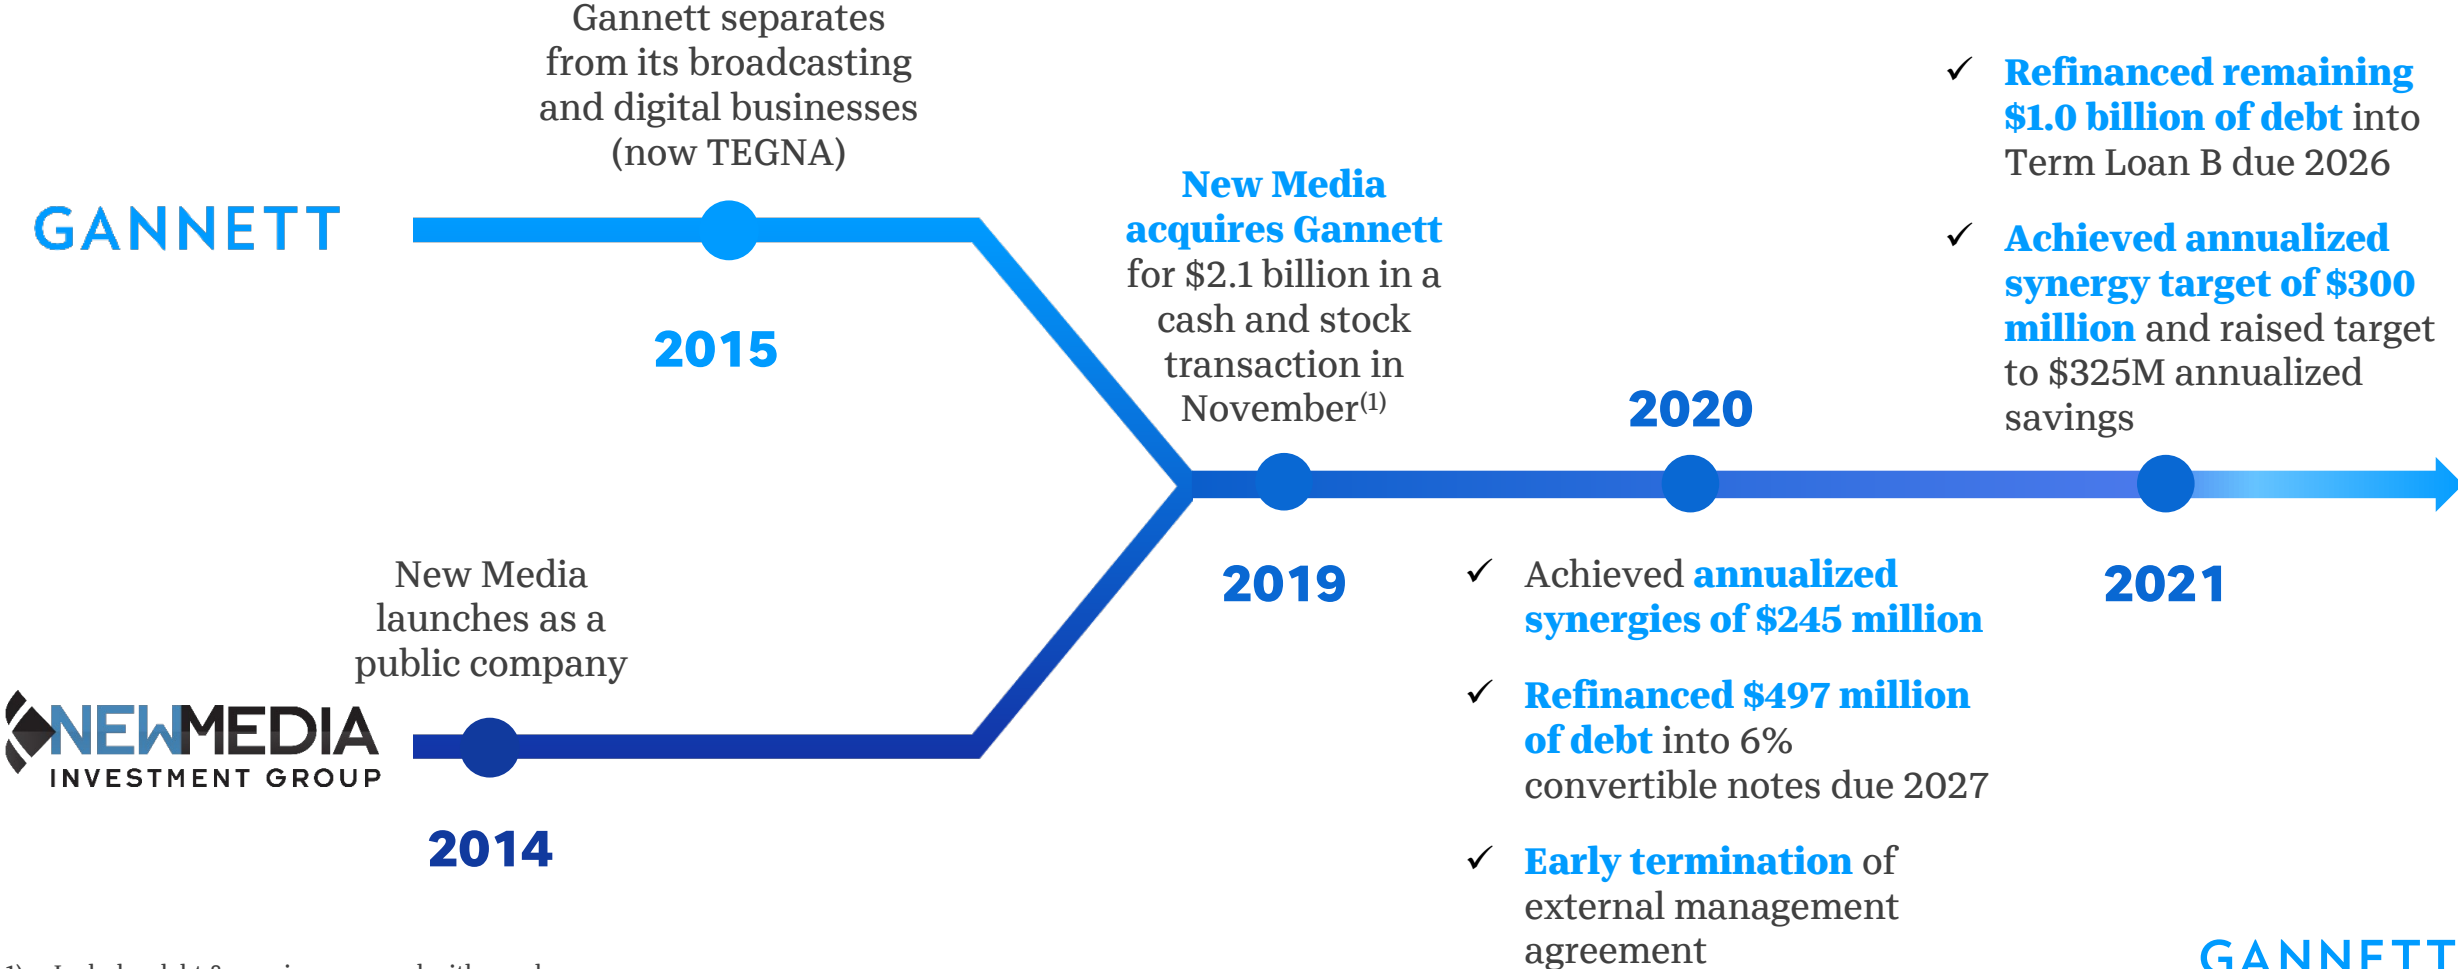 Gannett separates
from its broadcasting
and digital businesses
(now TEGNA)
GANNETT
2015
New Media
launches as a
public company
NEWMEDIA
INVESTMENT GROUP
2014
New Media
acquires Gannett
for $2.1 billion in a
cash and stock
transaction in
November(1)
2019
2020
✓ Achieved annualized
synergies of $245 million
✓ Refinanced $497 million
of debt into 6%
convertible notes due 2027
✓ Early termination of
external management
agreement
✓ Refinanced remaining
$1.0 billion of debt into
Term Loan B due 2026
✓ Achieved annualized
synergy target of $300
million and raised target
to $325M annualized
savings
2021
GANNETT